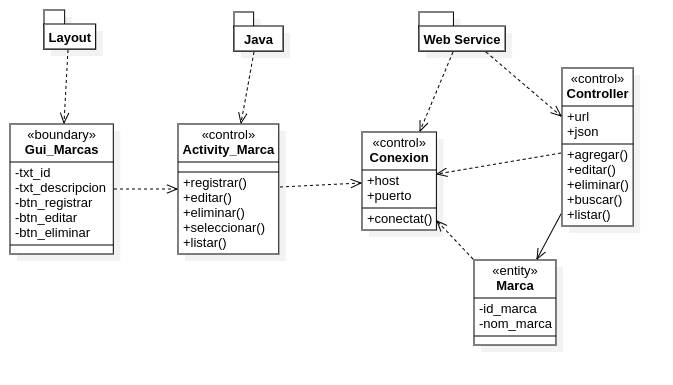 Layout
Java
Web Service
«boundary»
Gui_Marcas
-txt_id
-txt_descripcion
-btn_registrar
-btn_editar
-btn_eliminar
«control»
Activity_Marca
+registrar()
+editar()
+eliminar()
+seleccionar()
+listar()
«control»
Conexion
+host
+puerto
+conectat()
«control»
Controller
+url
+json
+agregar()
+editar()
+eliminar()
+buscar()
+listar()
«entity»
Marca
-id_marca
-nom_marca